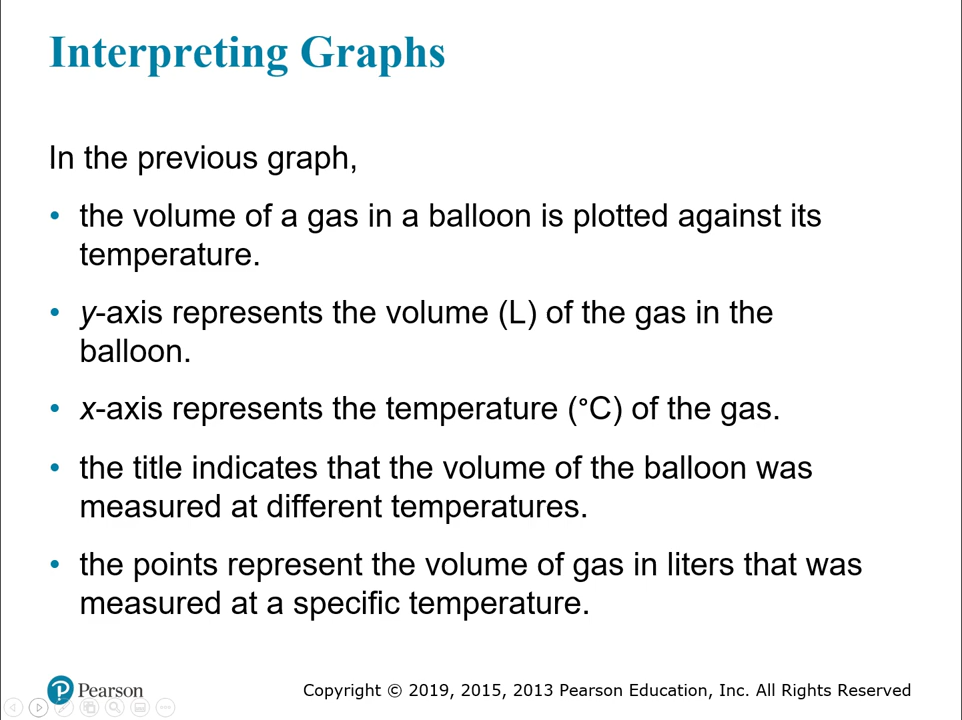 Interpreting Graphs
In the previous graph,
• the volume of a gas in a balloon is plotted against its
temperature.
• y-axis represents the volume (L) of the gas in the
balloon.
• x-axis represents the temperature (°C) of the gas.
• the title indicates that the volume of the balloon was
measured at different temperatures.
• the points represent the volume of gas in liters that was
measured at a specific temperature.
Pearson
Copyright © 2019, 2015, 2013 Pearson Education, Inc. All Rights Reserved